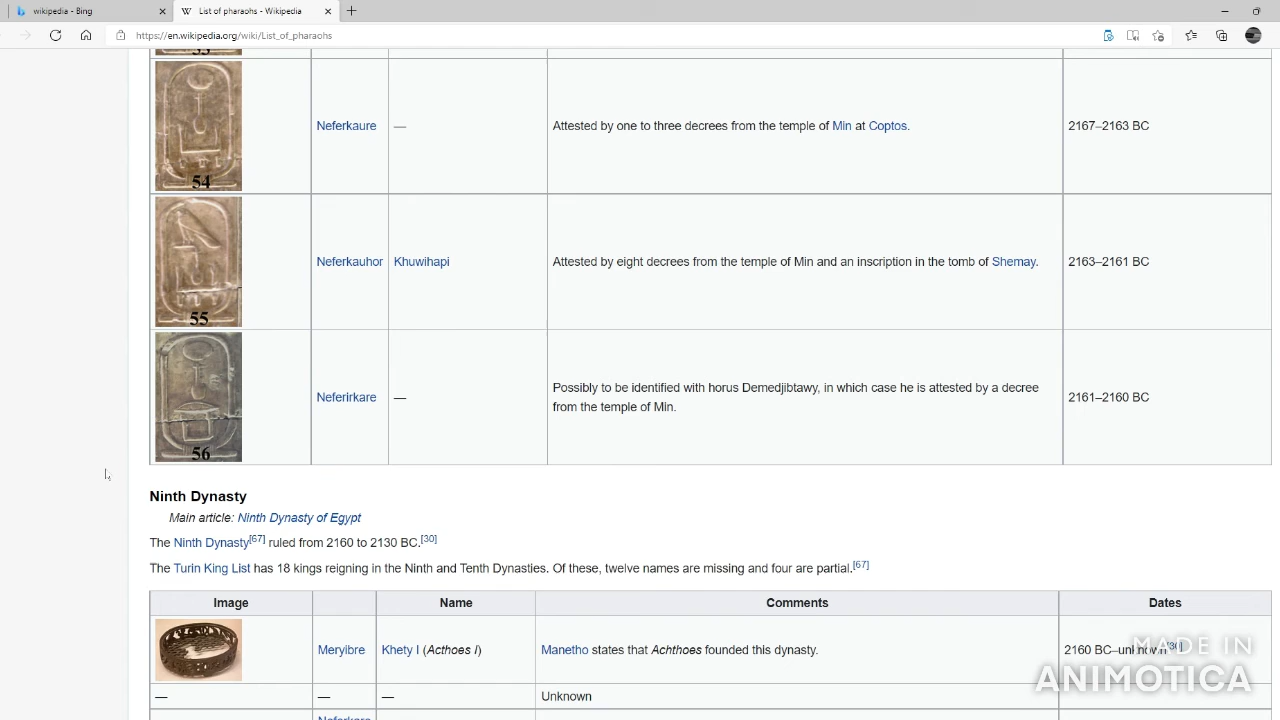 wikipedia - Bing
List of pharaohs - Wikipedia
https://en.wikipedia.org/wiki/List_of_pharaohs
53
54
Neferkaure
—
Attested by one to three decrees from the temple of Min at Coptos.
2167–2163 BC
55
Neferkauhor
Khuwihapi
Attested by eight decrees from the temple of Min and an inscription in the tomb of Shemay.
2163–2161 BC
56
Neferirkare
—
Possibly to be identified with horus Demedjibtawy, in which case he is attested by a decree
from the temple of Min.
2161–2160 BC
Ninth Dynasty
Main article: Ninth Dynasty of Egypt
The Ninth Dynasty[67] ruled from 2160 to 2130 BC.[30]
The Turin King List has 18 kings reigning in the Ninth and Tenth Dynasties. Of these, twelve names are missing and four are partial.[67]
Image
Name
Comments
Dates
Meryibre
Khety I (Acthoes I)
Manetho states that Achthoes founded this dynasty.
2160 BC–unknown[30]
—
—
—
Unknown
Neferkare
MADE IN
ANIMOTICA